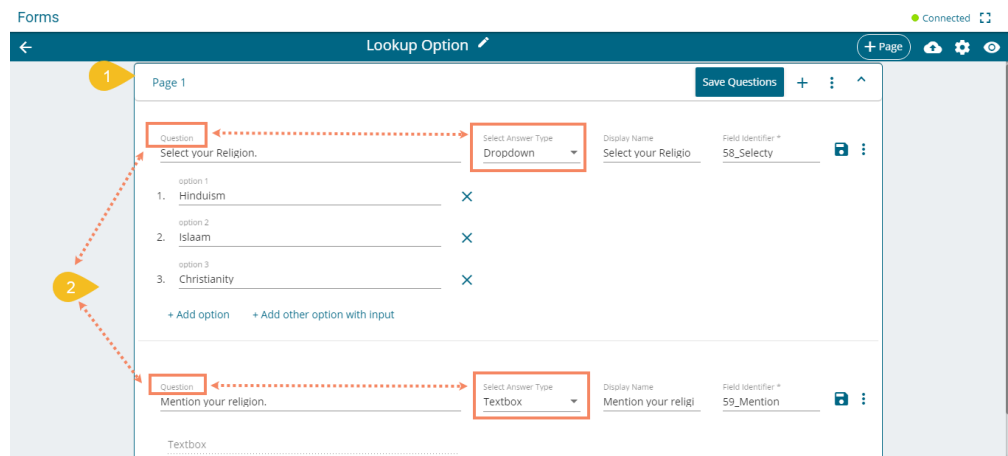 Forms
Connected
Lookup Option
+ Page
1
Page 1
Save Questions
Question
Select Answer Type
Display Name
Field Identifier *
Select your Religion.
Dropdown
Select your Religio
58_Selecty
option 1
1. Hinduism
option 2
2. Islaam
2
option 3
3. Christianity
+ Add option + Add other option with input
Question
Select Answer Type
Display Name
Field Identifier *
Mention your religion.
Textbox
Mention your religi
59_Mention
Textbox